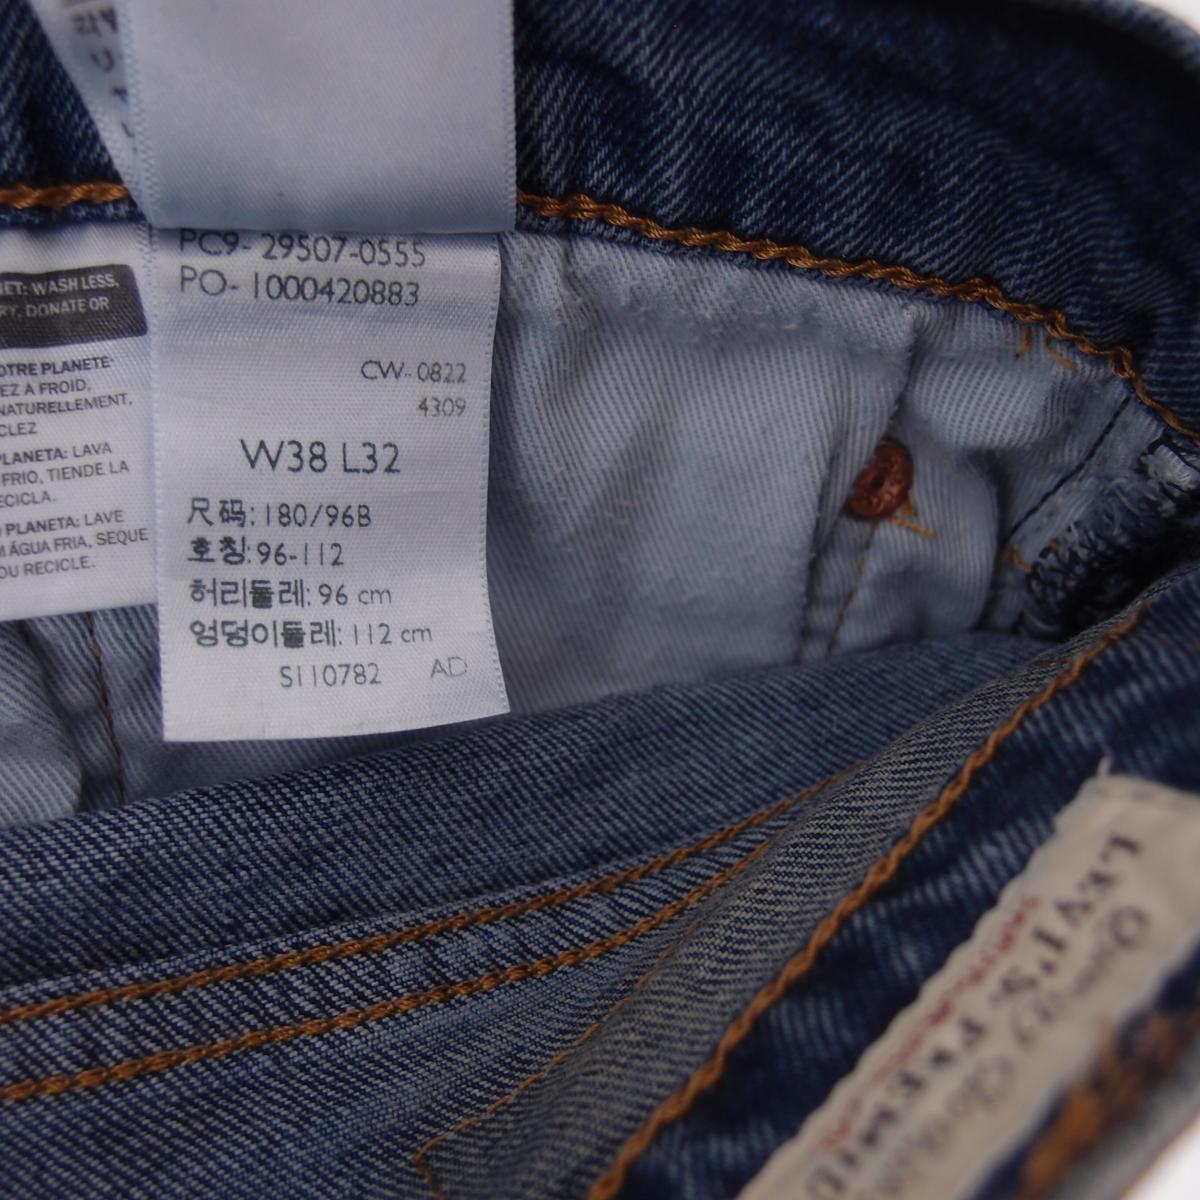 NET: WASH LESS,
RY, DONATE OR
OTRE PLANETE
EZ A FROID,
NATURELLEMENT,
CLEZ
PLANETA: LAVA
FRIO, TIENDE LA
ECICLA.
PLANETA: LAVE
M ÁGUA FRIA, SEQUE
OU RECICLE.
PC9- 29507-0555
PO- 1000420883
CW- 0822
4309
W38 L32
尺码: 180/96B
호칭: 96-112
허리둘레: 96 cm
엉덩이둘레: 112 cm
S110782 AD
LEVI'S PREMIU